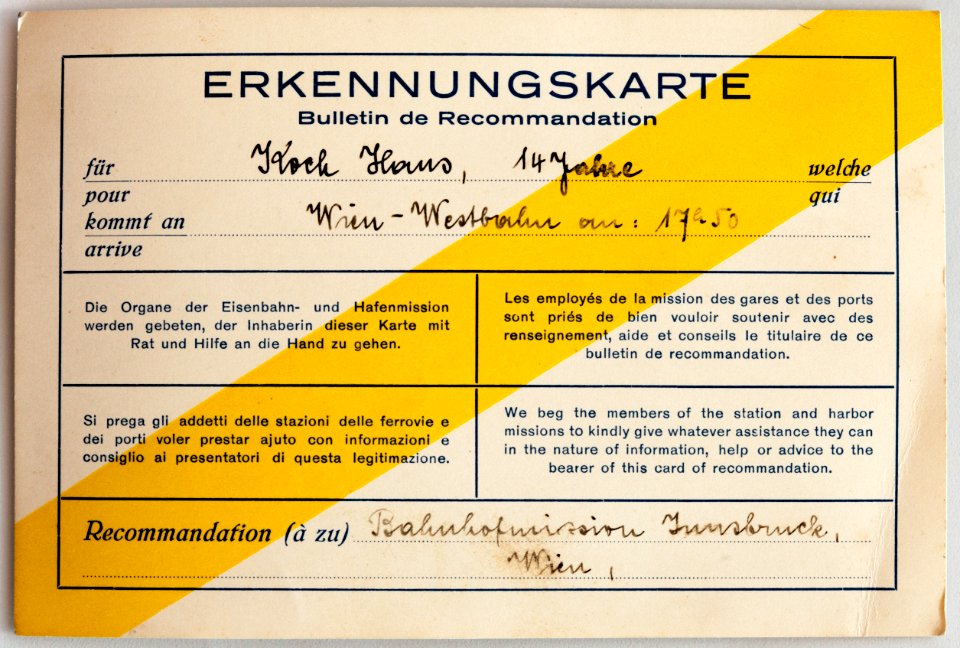 ERKENNUNGSKARTE
Bulletin de Recommandation
für Koch Hans, 14 Jahre welche
pour qui
kommt an Wien - Westbahn an: 17h 50
arrive
Die Organe der Eisenbahn- und Hafenmission
werden gebeten, der Inhaberin dieser Karte mit
Rat und Hilfe an die Hand zu gehen.
Les employés de la mission des gares et des ports
sont priés de bien vouloir soutenir avec des
renseignement, aide et conseils le titulaire de ce
bulletin de recommandation.
Si prega gli addetti delle stazioni delle ferrovie e
dei porti voler prestar ajuto con informazioni e
consiglio ai presentatori di questa legitimazione.
We beg the members of the station and harbor
missions to kindly give whatever assistance they can
in the nature of information, help or advice to the
bearer of this card of recommandation.
Recommandation (à zu) Bahnhofmission Innsbruck,
Wien,